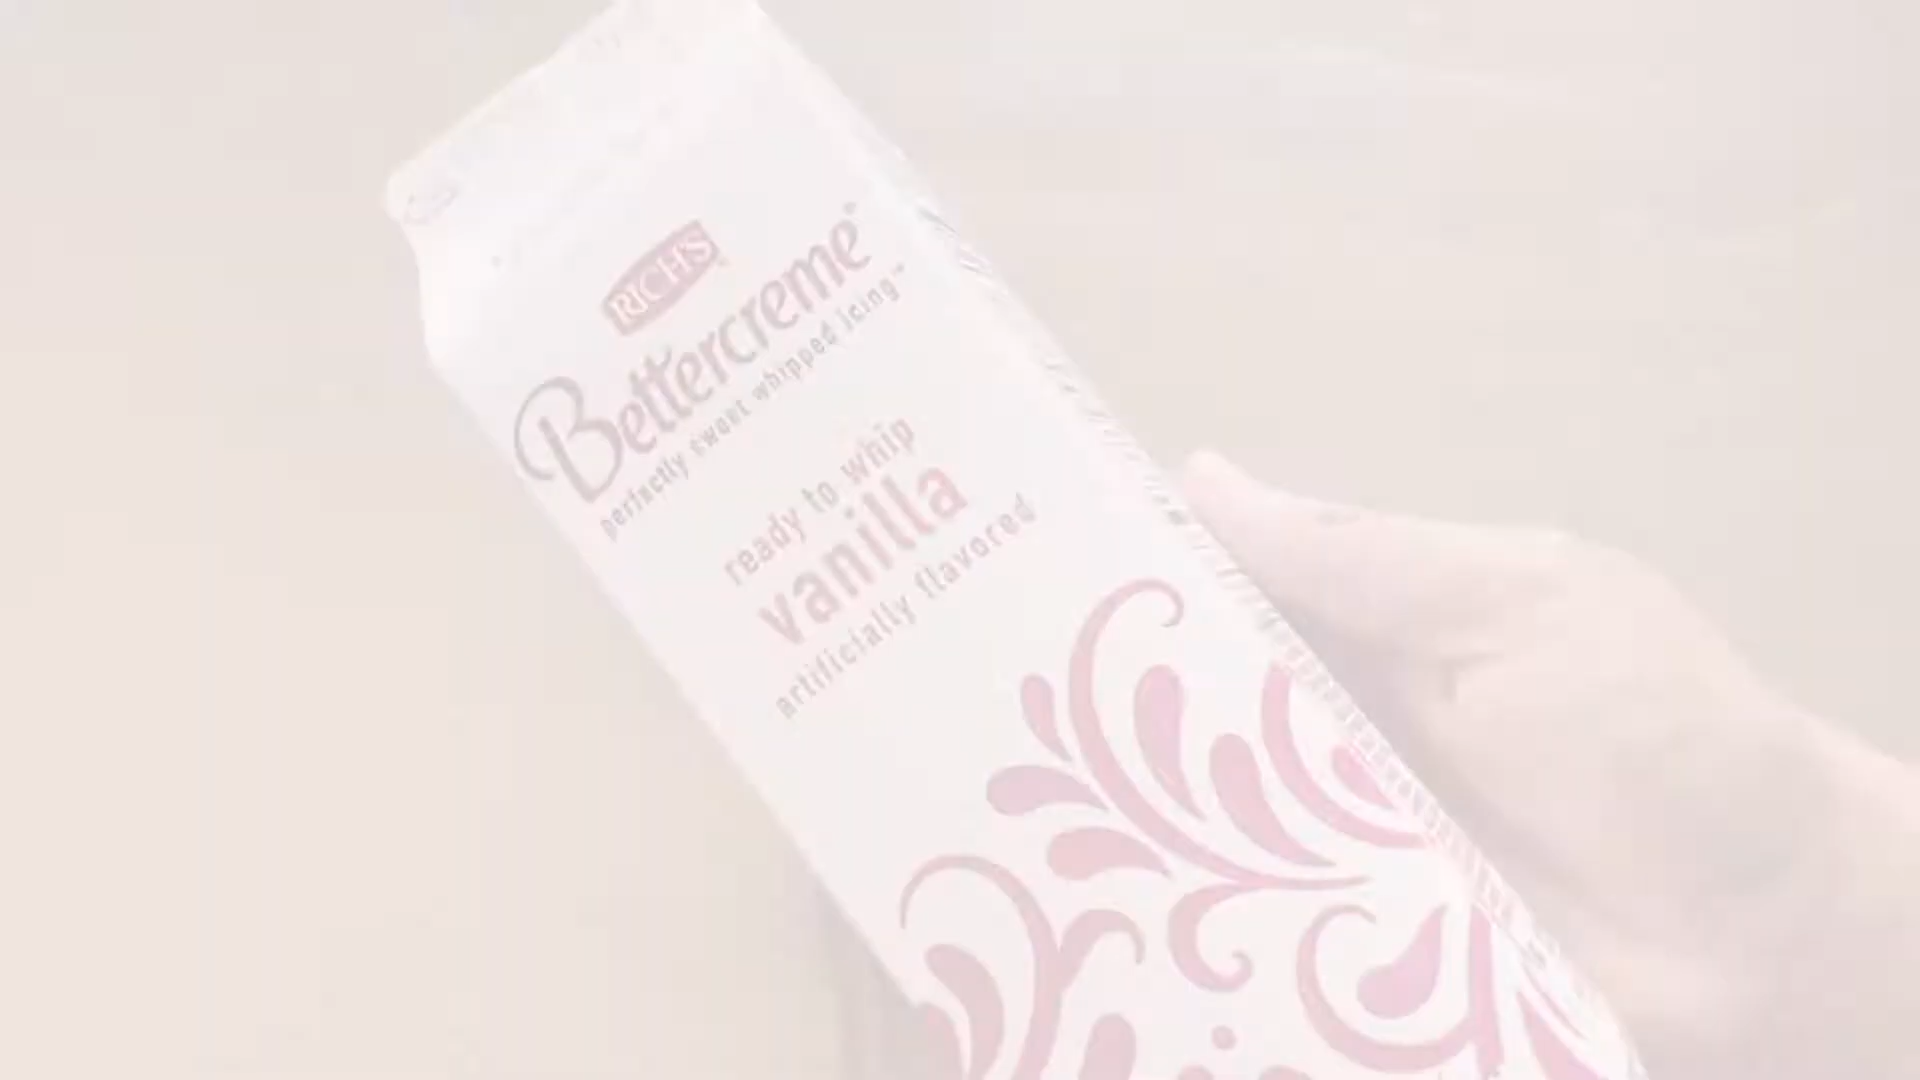 RICH'S
Bettercreme®
perfectly sweet whipped icing™
ready to whip
vanilla
artificially flavored